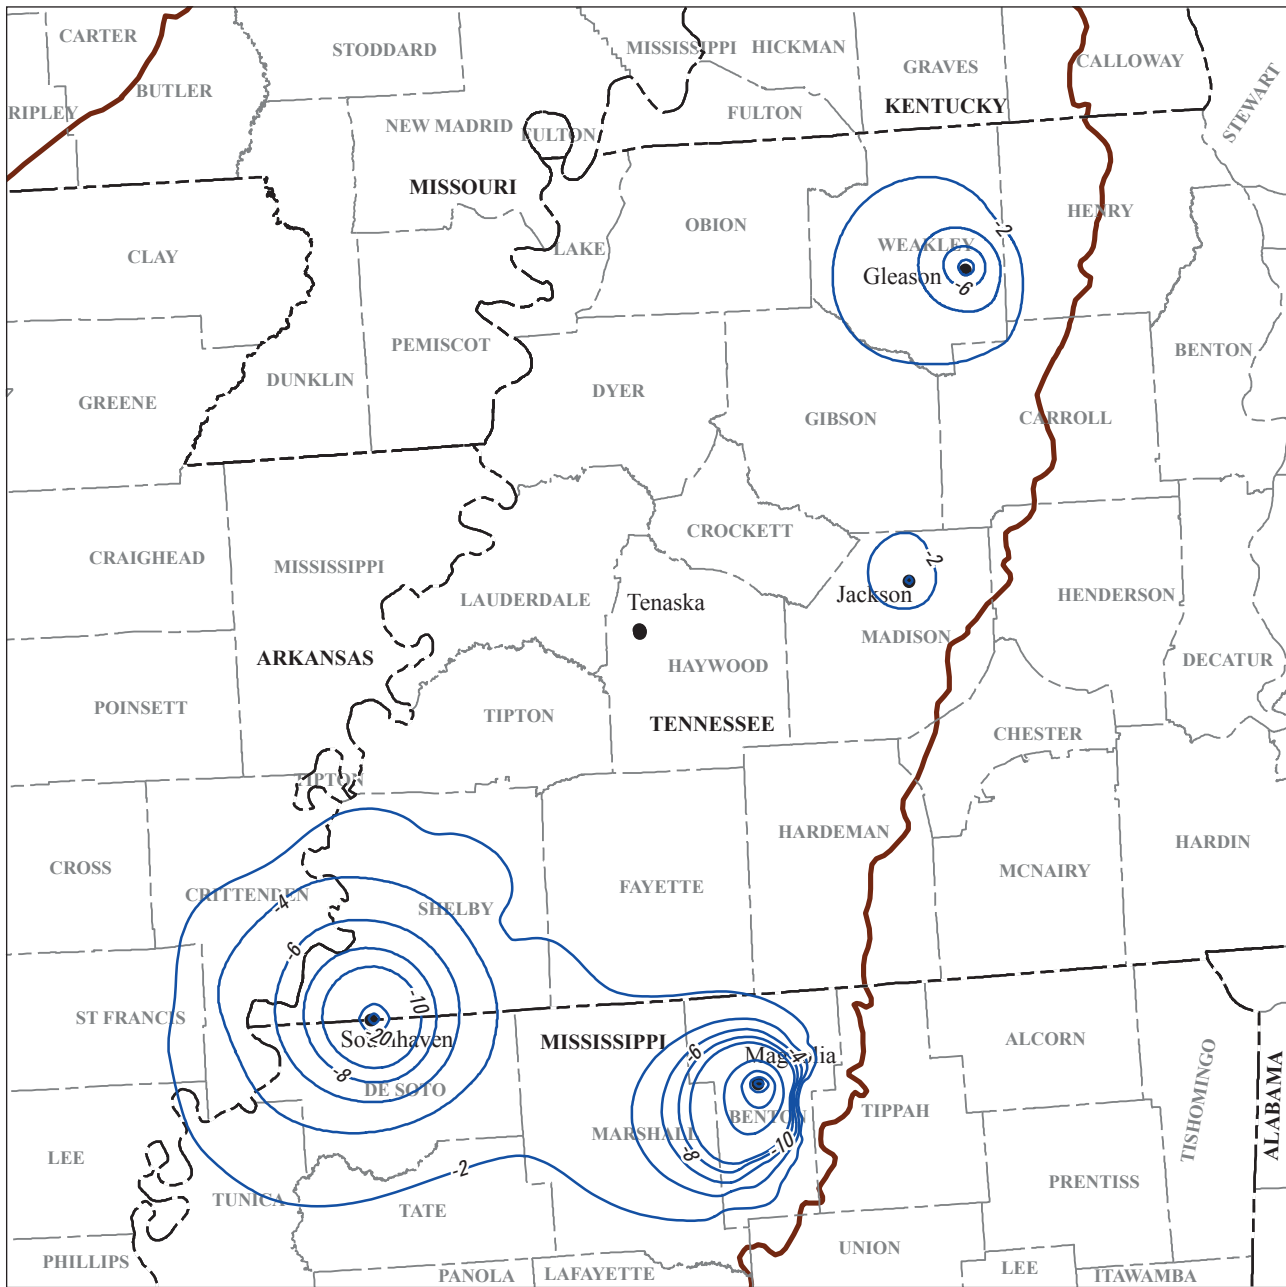 CARTER
STODDARD
MISSISSIPPI
HICKMAN
GRAVES
CALLOWAY
BUTLER
RIPLEY
NEW MADRID
FULTON
FULTON
KENTUCKY
STEWART
MISSOURI
OBION
HENRY
-2
WEAKLEY
LAKE
CLAY
Gleason
-6
PEMISCOT
BENTON
DUNKLIN
DYER
GREENE
GIBSON
CARROLL
CROCKETT
CRAIGHEAD
MISSISSIPPI
-2
LAUDERDALE
Tenaska
Jackson
HENDERSON
MADISON
ARKANSAS
HAYWOOD
DECATUR
POINSETT
TIPTON
TENNESSEE
CHESTER
TIPTON
HARDEMAN
HARDIN
CROSS
MCNAIRY
CRITTENDEN
-4
SHELBY
FAYETTE
-6
-10
ST FRANCIS
-20
Southaven
MISSISSIPPI
-6
Magnolia
-4
ALCORN
-8
DE SOTO
BENTON
TIPPAH
TISHOMINGO
ALABAMA
MARSHALL
-10
-8
LEE
-2
TUNICA
TATE
PRENTISS
PHILLIPS
PANOLA
LAFAYETTE
UNION
LEE
ITAWAMBA